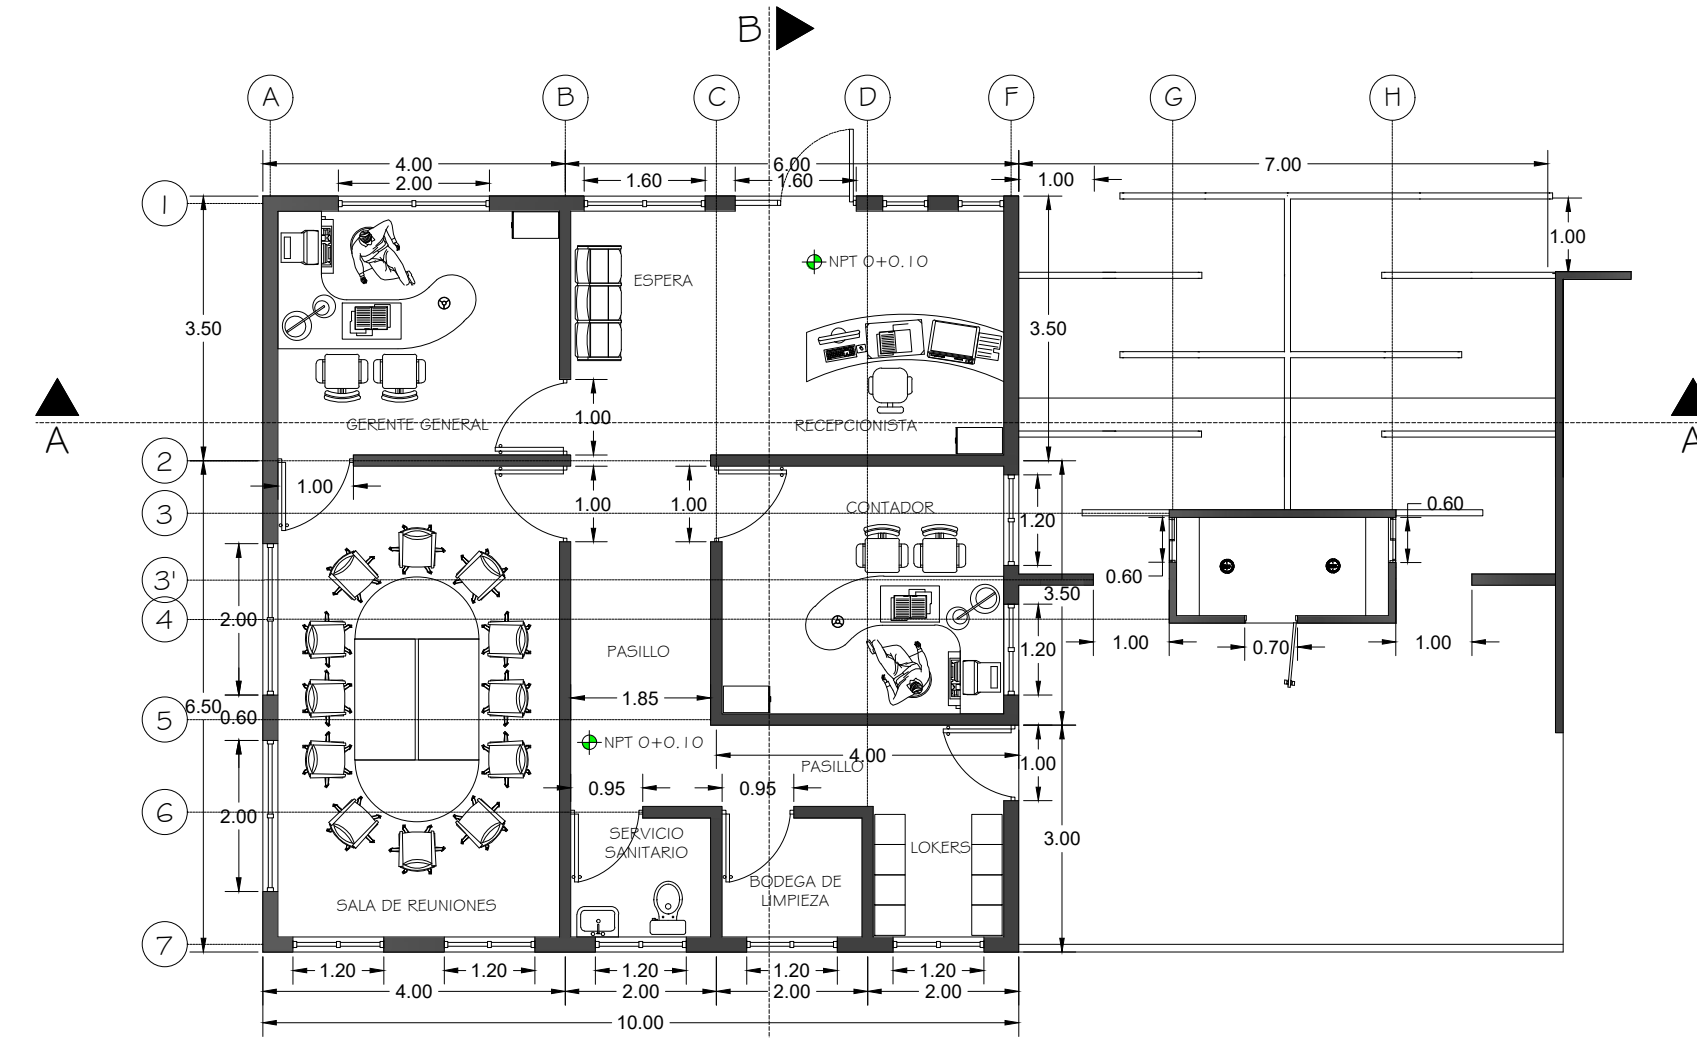 B
A B C D F G H
4.00 6.00 7.00
2.00 1.60 1.60 1.00
1
1.00
NPT 0+0.10
ESPERA
3.50 3.50
1.00
GERENTE GENERAL RECEPCIONISTA
A A
2
1.00 1.00 1.00
CONTADOR
0.60
3
1.20
3'
0.60
3.50
4
2.00
1.20 1.00 0.70 1.00
PASILLO
1.85
5
6.50 0.60
NPT 0+0.10
4.00
PASILLO
1.00
0.95 0.95
6
2.00
SERVICIO
SANITARIO
LOKERS
3.00
BODEGA DE
LIMPIEZA
SALA DE REUNIONES
7
1.20 1.20 1.20 1.20 1.20
4.00 2.00 2.00 2.00
10.00